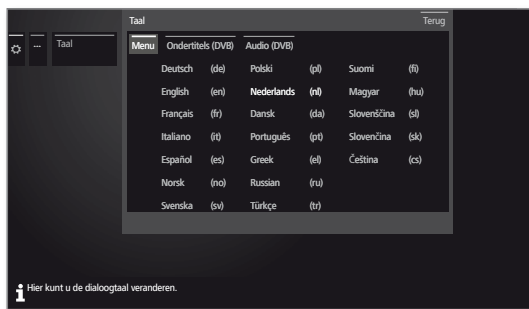 Taal Terug
... Taal
Menu Ondertitels (DVB) Audio (DVB)
Deutsch (de) Polski (pl) Suomi (fi)
English (en) Nederlands (nl) Magyar (hu)
Français (fr) Dansk (da) Slovenščina (sl)
Italiano (it) Português (pt) Slovenčina (sk)
Español (es) Greek (el) Čeština (cs)
Norsk (no) Russian (ru)
Svenska (sv) Türkçe (tr)
Hier kunt u de dialoogtaal veranderen.